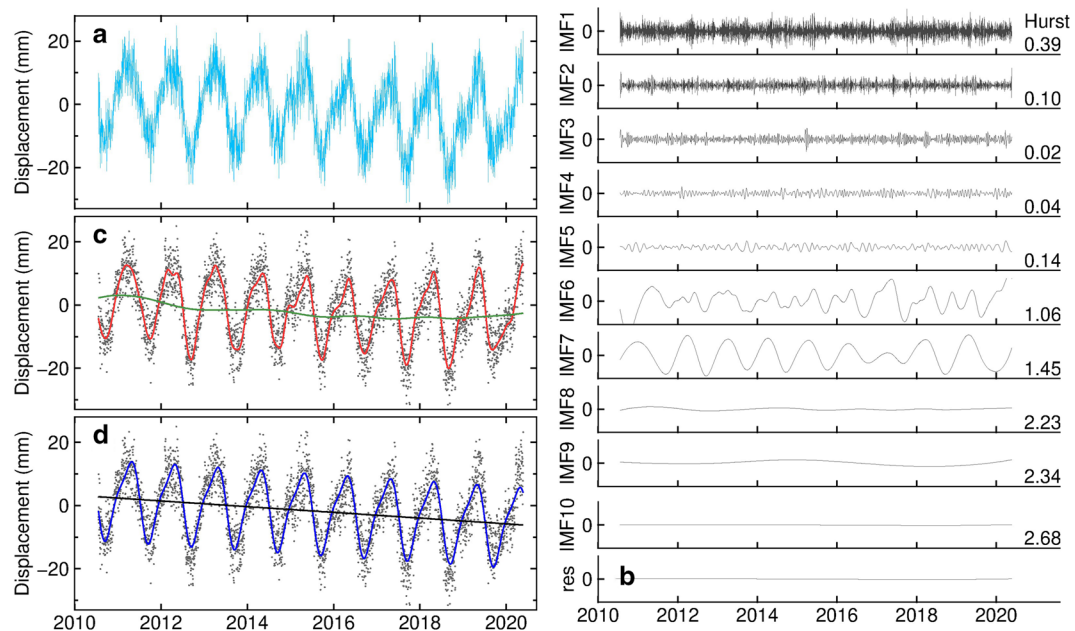 a
Displacement (mm)
20
0
−20
c
Displacement (mm)
20
0
−20
d
Displacement (mm)
20
0
−20
2010 2012 2014 2016 2018 2020
Hurst
IMF1 0 0.39
IMF2 0 0.10
IMF3 0 0.02
IMF4 0 0.04
IMF5 0 0.14
IMF6 0 1.06
IMF7 0 1.45
IMF8 0 2.23
IMF9 0 2.34
IMF10 0 2.68
res 0 b
2010 2012 2014 2016 2018 2020